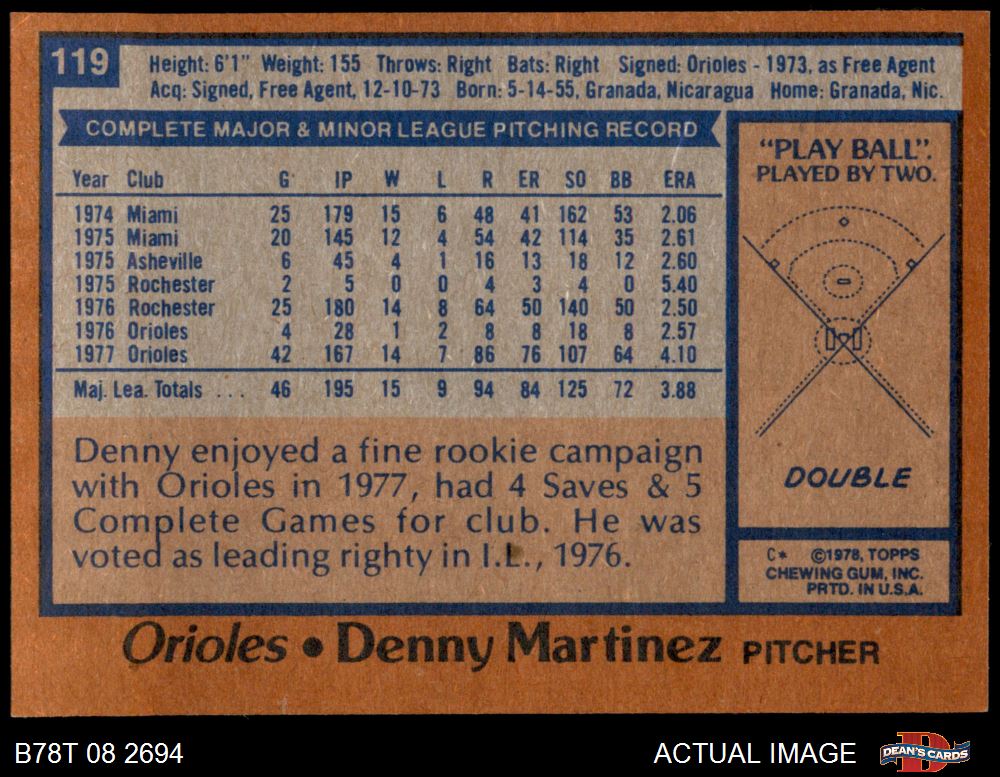 119
Height: 6'1" Weight: 155 Throws: Right Bats: Right Signed: Orioles - 1973, as Free Agent
Acq: Signed, Free Agent, 12-10-73 Born: 5-14-55, Granada, Nicaragua Home: Granada, Nic.
COMPLETE MAJOR & MINOR LEAGUE PITCHING RECORD
Year Club G IP W L R ER SO BB ERA
1974 Miami 25 179 15 6 48 41 162 53 2.06
1975 Miami 20 145 12 4 54 42 114 35 2.61
1975 Asheville 6 45 4 1 16 13 18 12 2.60
1975 Rochester 2 5 0 0 4 3 4 0 5.40
1976 Rochester 25 180 14 8 64 50 140 50 2.50
1976 Orioles 4 28 1 2 8 8 18 8 2.57
1977 Orioles 42 167 14 7 86 76 107 64 4.10
Maj. Lea. Totals ... 46 195 15 9 94 84 125 72 3.88
Denny enjoyed a fine rookie campaign
with Orioles in 1977, had 4 Saves & 5
Complete Games for club. He was
voted as leading righty in I.L., 1976.
"PLAY BALL".
PLAYED BY TWO.
DOUBLE
C* ©1978, TOPPS
CHEWING GUM, INC.
PRTD. IN U.S.A.
Orioles • Denny Martinez PITCHER
B78T 08 2694
ACTUAL IMAGE
D
DEAN'S CARDS